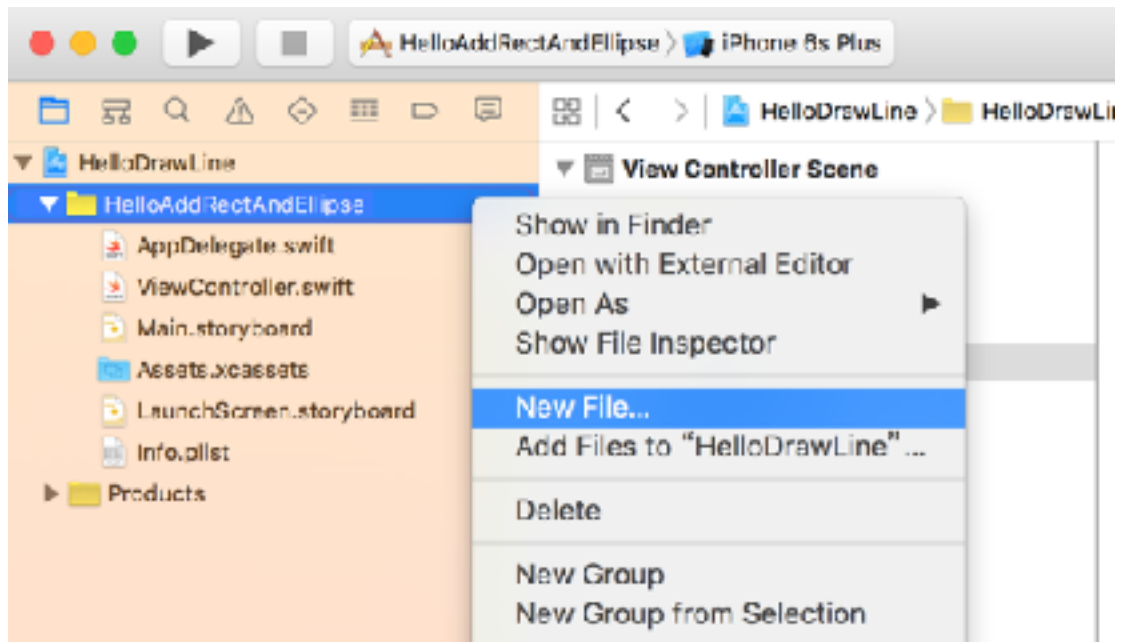 HelloAddRectAndEllipse 〉 iPhone 6s Plus
HelloDrawLine 〉 HelloDrawLi
HelloDrawLine
View Controller Scene
HelloAddRectAndEllipse
AppDelegate.swift
ViewController.swift
Main.storyboard
Assets.xcassets
LaunchScreen.storyboard
Info.plist
Products
Show in Finder
Open with External Editor
Open As
Show File Inspector
New File...
Add Files to “HelloDrawLine”...
Delete
New Group
New Group from Selection